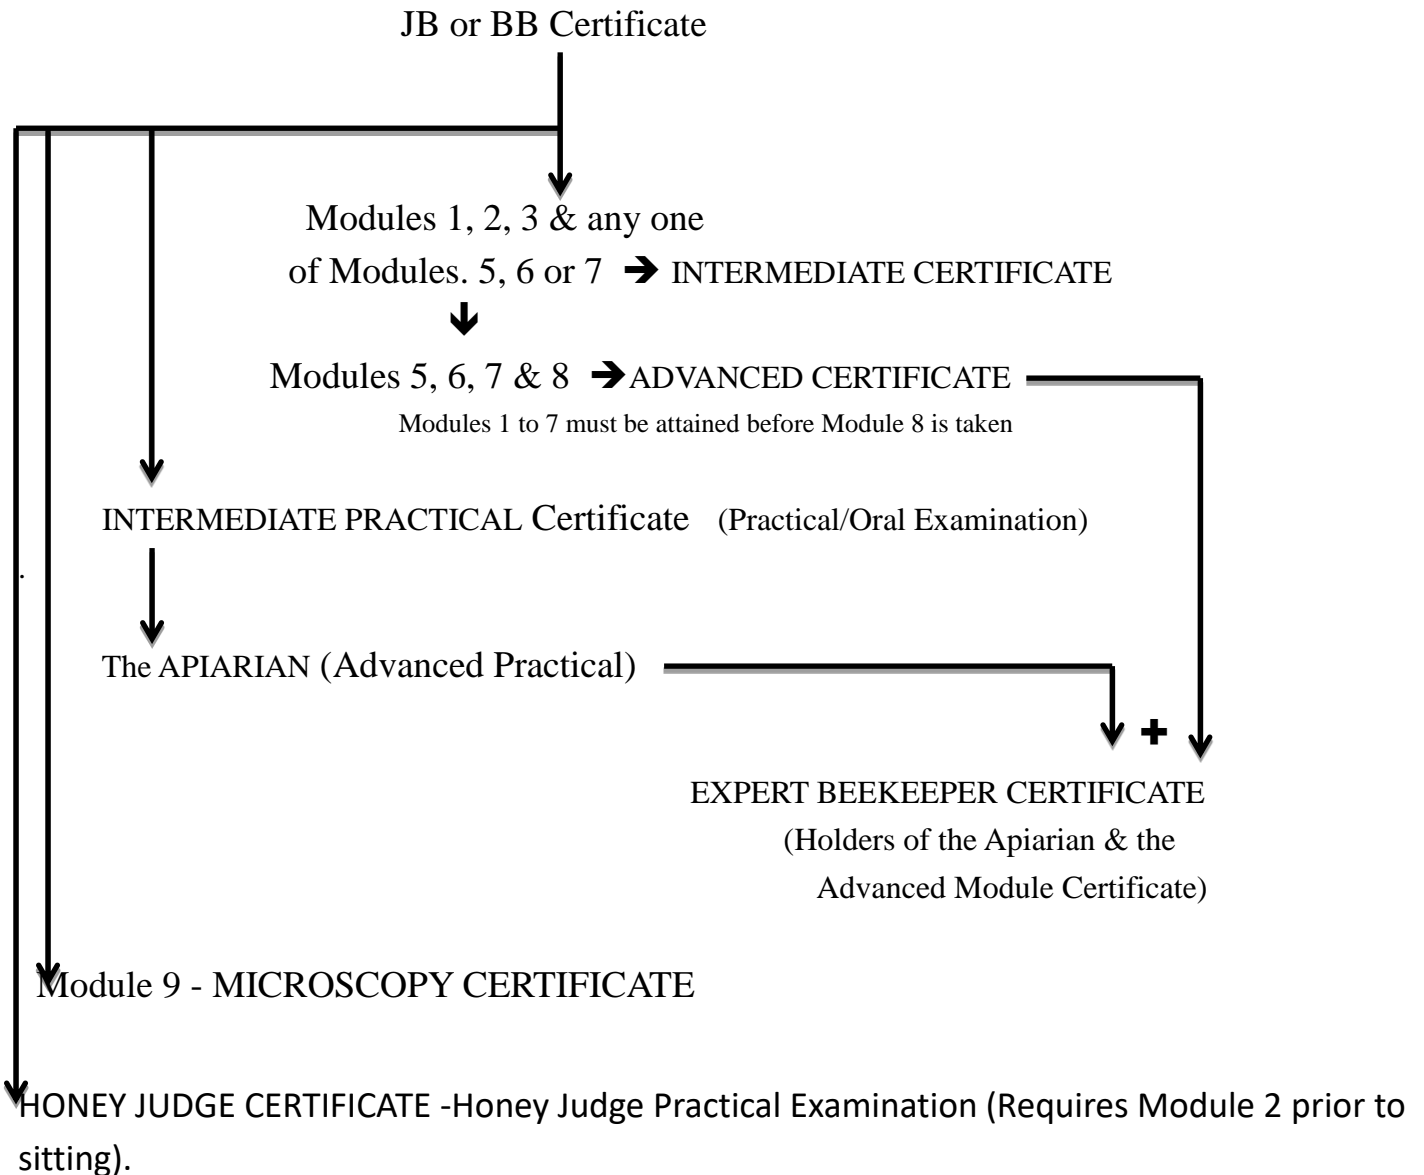 JB or BB Certificate
Modules 1, 2, 3 & any one
of Modules. 5, 6 or 7 ➔ INTERMEDIATE CERTIFICATE
Modules 5, 6, 7 & 8 ➔ADVANCED CERTIFICATE
Modules 1 to 7 must be attained before Module 8 is taken
INTERMEDIATE PRACTICAL Certificate (Practical/Oral Examination)
.
The APIARIAN (Advanced Practical)
+
EXPERT BEEKEEPER CERTIFICATE
(Holders of the Apiarian & the
Advanced Module Certificate)
Module 9 - MICROSCOPY CERTIFICATE
HONEY JUDGE CERTIFICATE -Honey Judge Practical Examination (Requires Module 2 prior to
sitting).